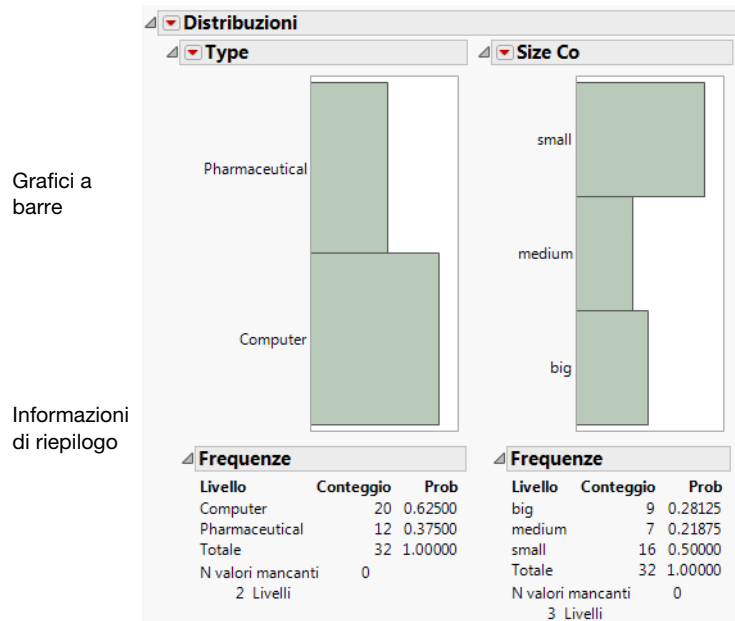 Distribuzioni
Type
Pharmaceutical
Computer
Size Co
small
medium
big
Grafici a
barre
Informazioni
di riepilogo
Frequenze
Livello Conteggio Prob
Computer 20 0.62500
Pharmaceutical 12 0.37500
Totale 32 1.00000
N valori mancanti 0
2 Livelli
Frequenze
Livello Conteggio Prob
big 9 0.28125
medium 7 0.21875
small 16 0.50000
Totale 32 1.00000
N valori mancanti 0
3 Livelli